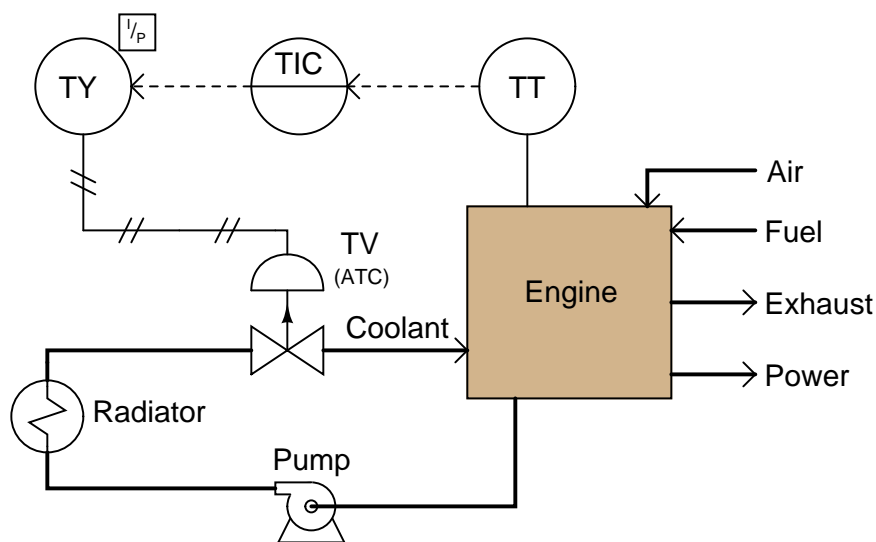 I/P
TY
TIC
TT
Air
Fuel
TV
(ATC)
Engine
Exhaust
Coolant
Power
Radiator
Pump